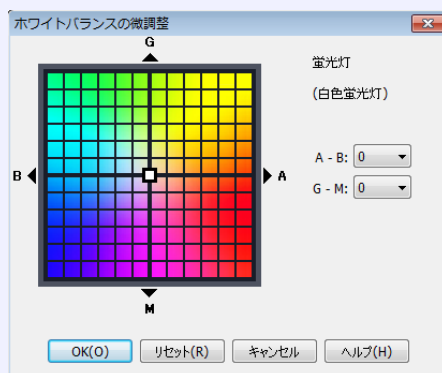 ホワイトバランスの微調整
G
蛍光灯
(白色蛍光灯)
B
A
A - B: 0
G - M: 0
M
OK(O)
リセット(R)
キャンセル
ヘルプ(H)